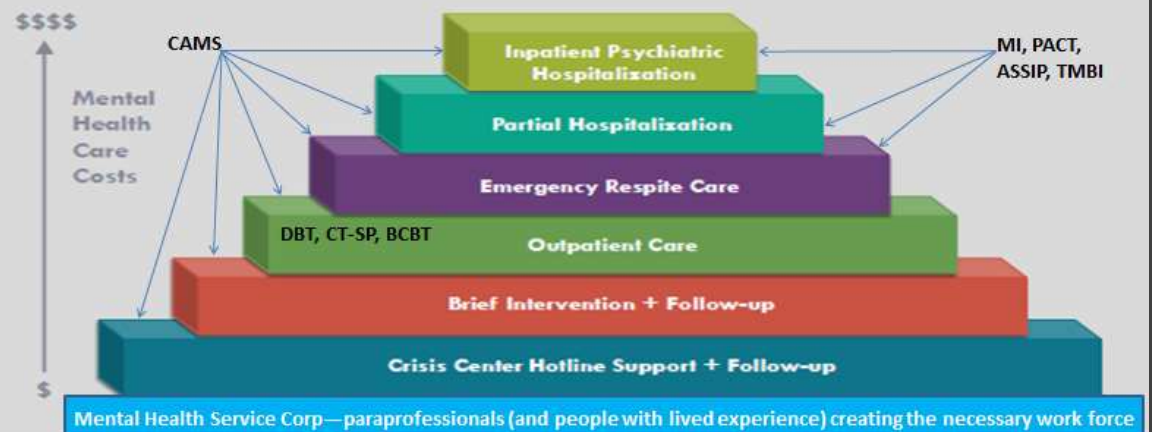 $$$$
CAMS
MI, PACT,
ASSIP, TMBI
Mental
Health
Care
Costs
Inpatient Psychiatric
Hospitalization
Partial Hospitalization
Emergency Respite Care
DBT, CT-SP, BCBT
Outpatient Care
Brief Intervention + Follow-up
Crisis Center Hotline Support + Follow-up
$
Mental Health Service Corp—paraprofessionals (and people with lived experience) creating the necessary work force